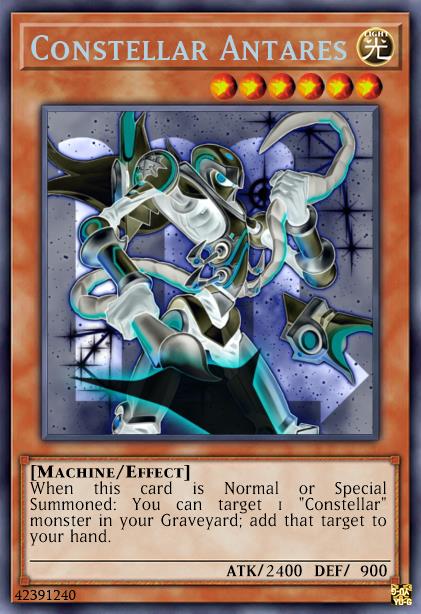 Constellar Antares
LIGHT
光
[Machine/Effect]
When this card is Normal or Special
Summoned: You can target 1 "Constellar"
monster in your Graveyard; add that target to
your hand.
ATK/2400 DEF/ 900
42391240